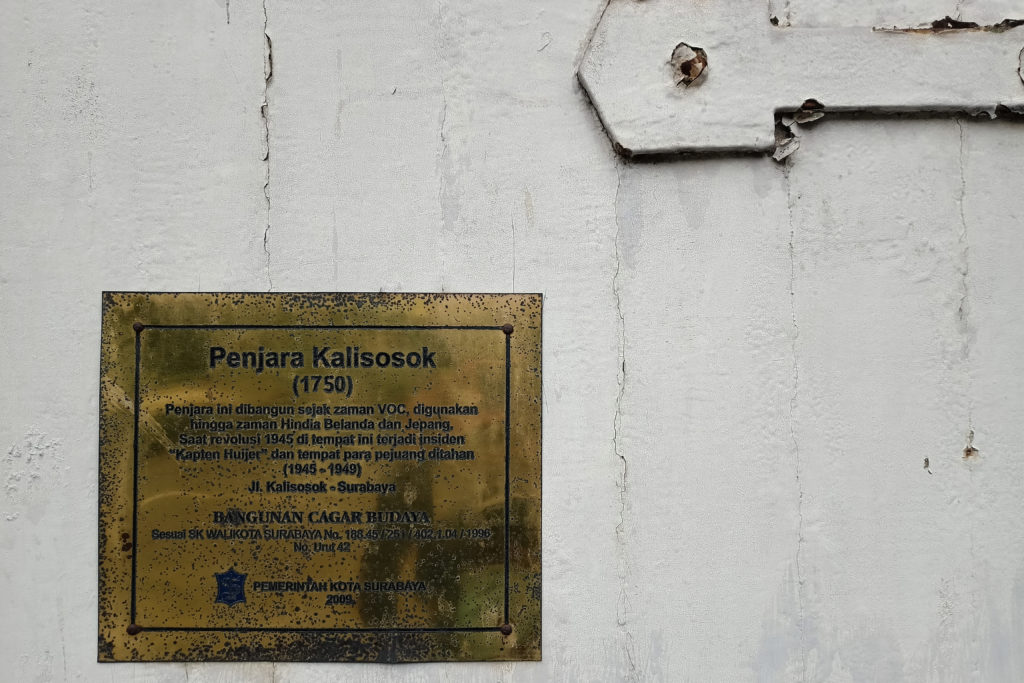 Penjara Kalisosok
(1750)
Penjara ini dibangun sejak zaman VOC, digunakan
hingga zaman Hindia Belanda dan Jepang,
Saat revolusi 1945 di tempat ini terjadi insiden
"Kapten Huijer" dan tempat para pejuang ditahan
(1945 - 1949)
Jl. Kalisosok - Surabaya
BANGUNAN CAGAR BUDAYA
Sesuai SK WALIKOTA SURABAYA No. 188.45 / 251 / 402.1.04 / 1996
No. Urut 42
PEMERINTAH KOTA SURABAYA
2009